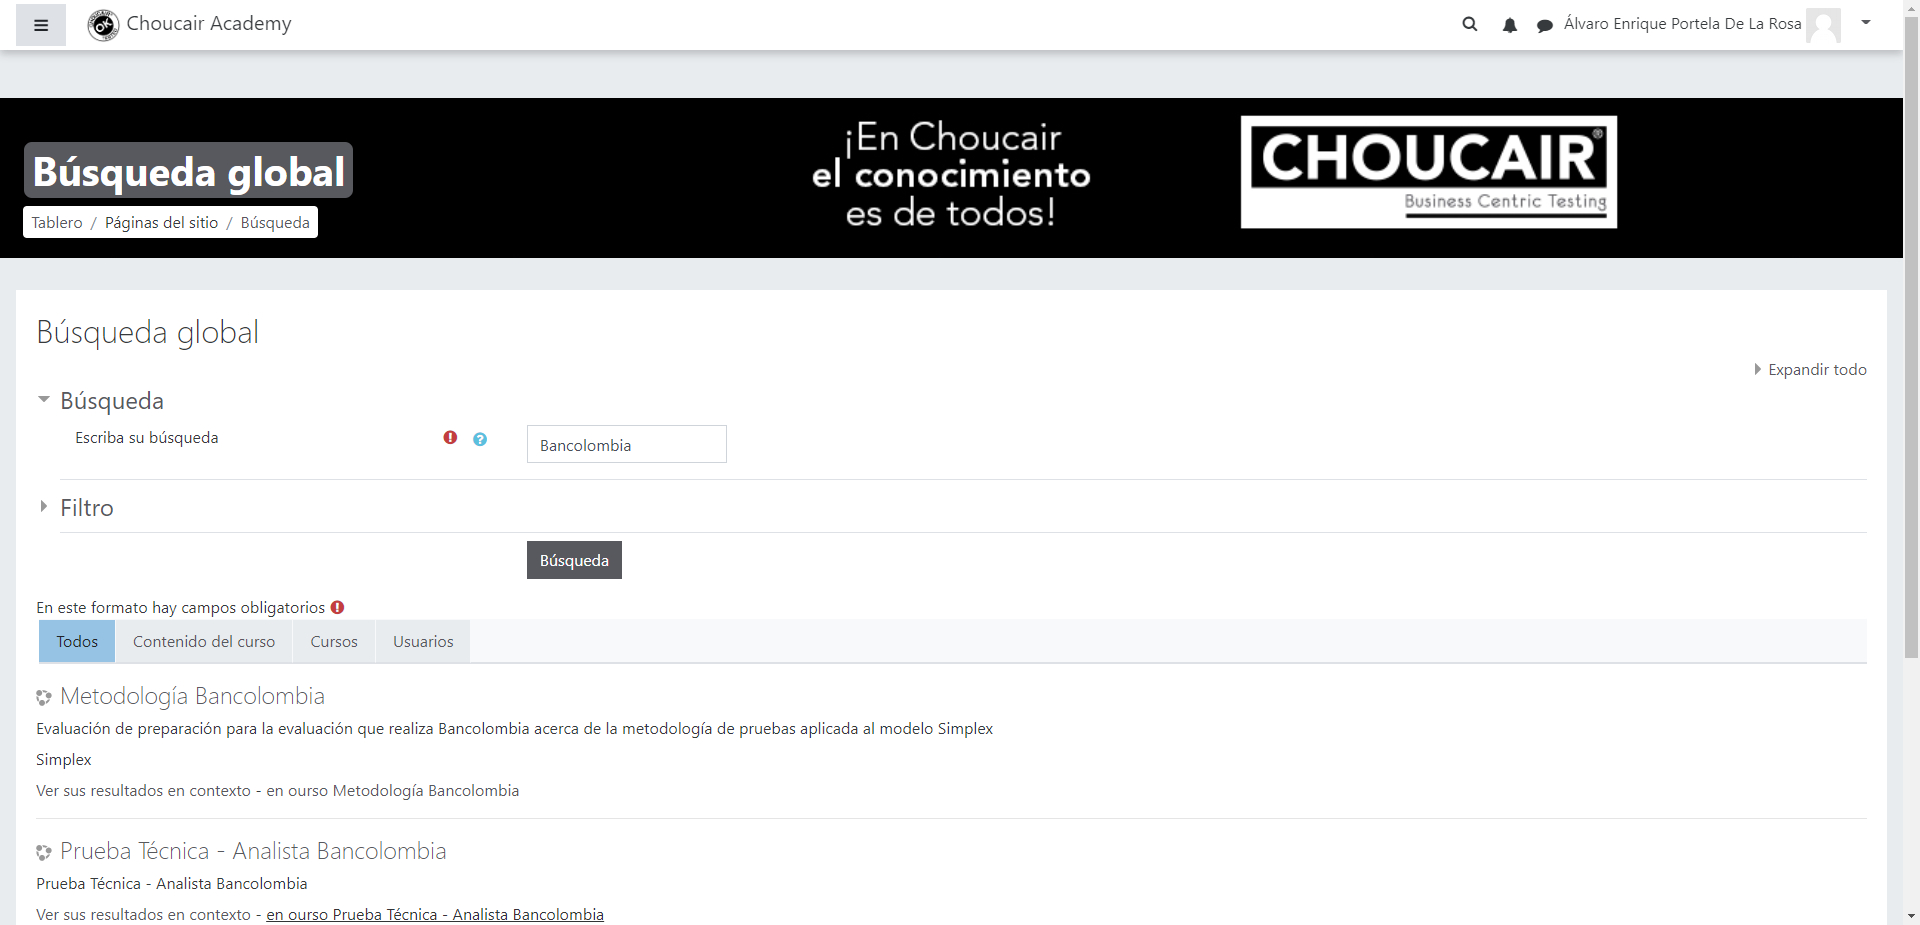 Choucair Academy
Álvaro Enrique Portela De La Rosa
Búsqueda global
Tablero / Páginas del sitio / Búsqueda
¡En Choucair
el conocimiento
es de todos!
CHOUCAIR®
Business Centric Testing
Búsqueda global
Expandir todo
Búsqueda
Escriba su búsqueda
Bancolombia
Filtro
Búsqueda
En este formato hay campos obligatorios
Todos
Contenido del curso
Cursos
Usuarios
Metodología Bancolombia
Evaluación de preparación para la evaluación que realiza Bancolombia acerca de la metodología de pruebas aplicada al modelo Simplex
Simplex
Ver sus resultados en contexto - en ourso Metodología Bancolombia
Prueba Técnica - Analista Bancolombia
Prueba Técnica - Analista Bancolombia
Ver sus resultados en contexto - en ourso Prueba Técnica - Analista Bancolombia